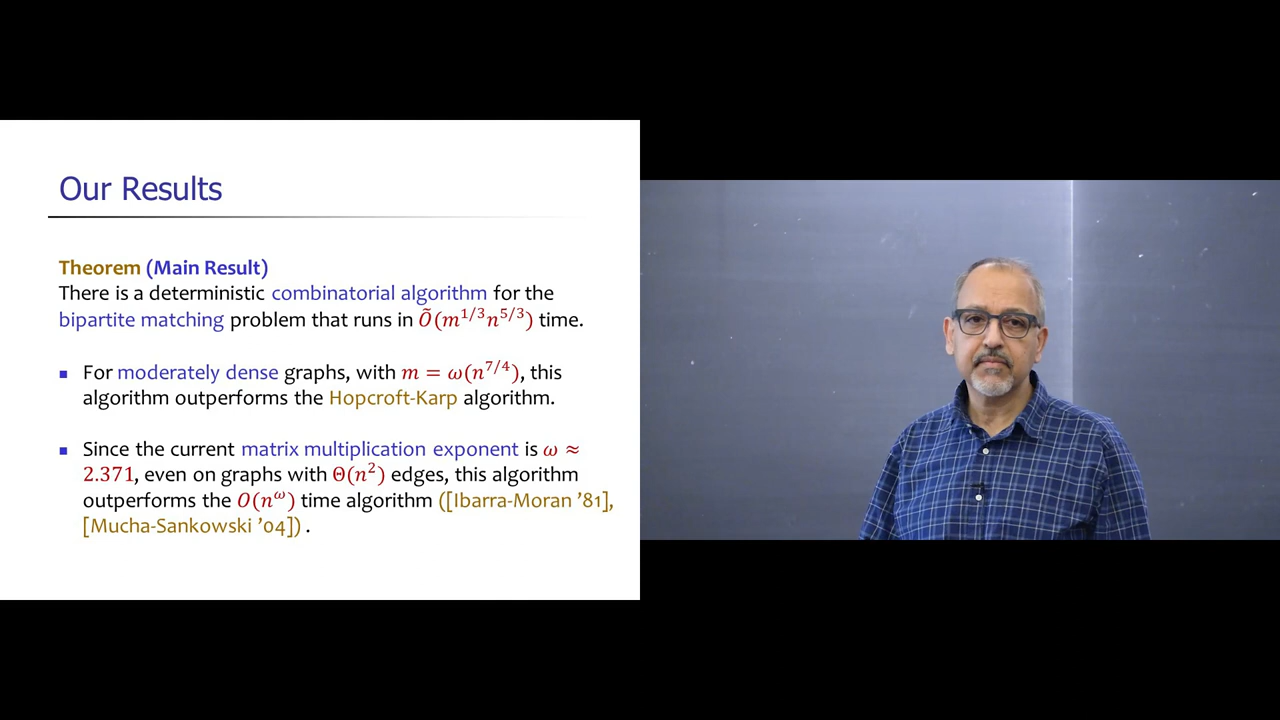 Our Results
Theorem (Main Result)
There is a deterministic combinatorial algorithm for the
bipartite matching problem that runs in Õ(m^{1/3}n^{5/3}) time.
▪ For moderately dense graphs, with m = ω(n^{7/4}), this
algorithm outperforms the Hopcroft-Karp algorithm.
▪ Since the current matrix multiplication exponent is ω ≈
2.371, even on graphs with Θ(n²) edges, this algorithm
outperforms the O(n^ω) time algorithm ([Ibarra-Moran ’81],
[Mucha-Sankowski ’04]) .